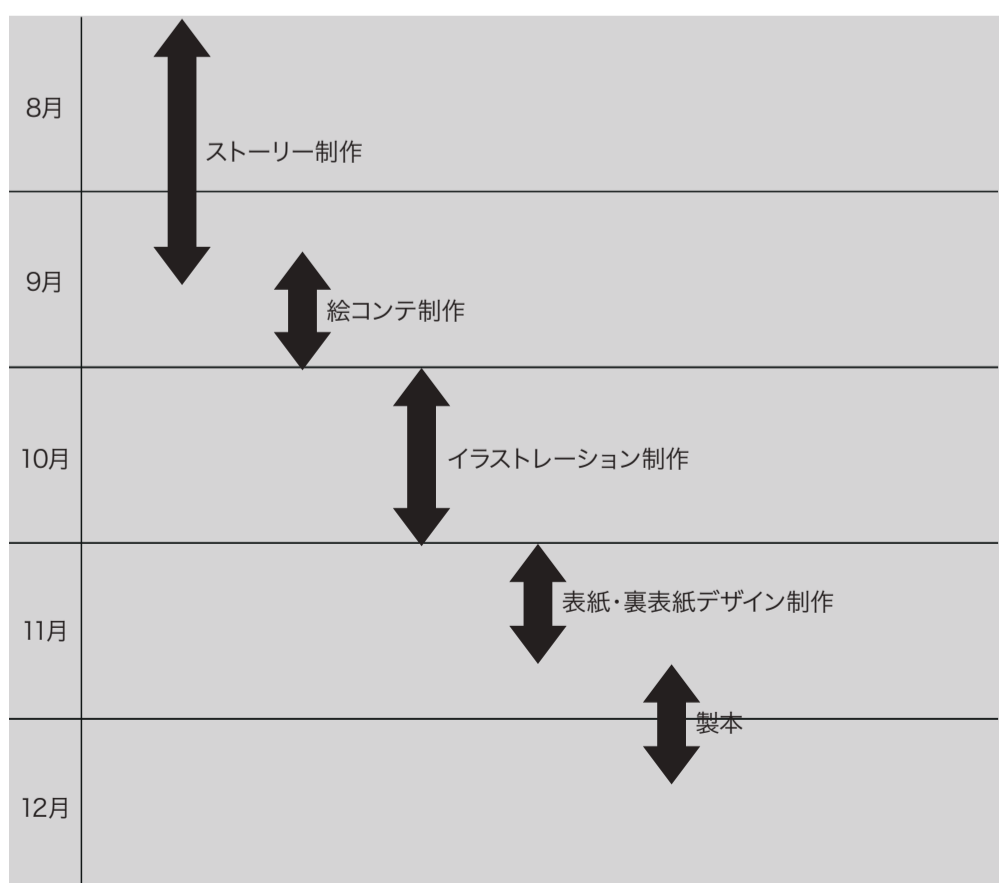 8月
ストーリー制作
9月
絵コンテ制作
10月
イラストレーション制作
11月
表紙・裏表紙デザイン制作
製本
12月